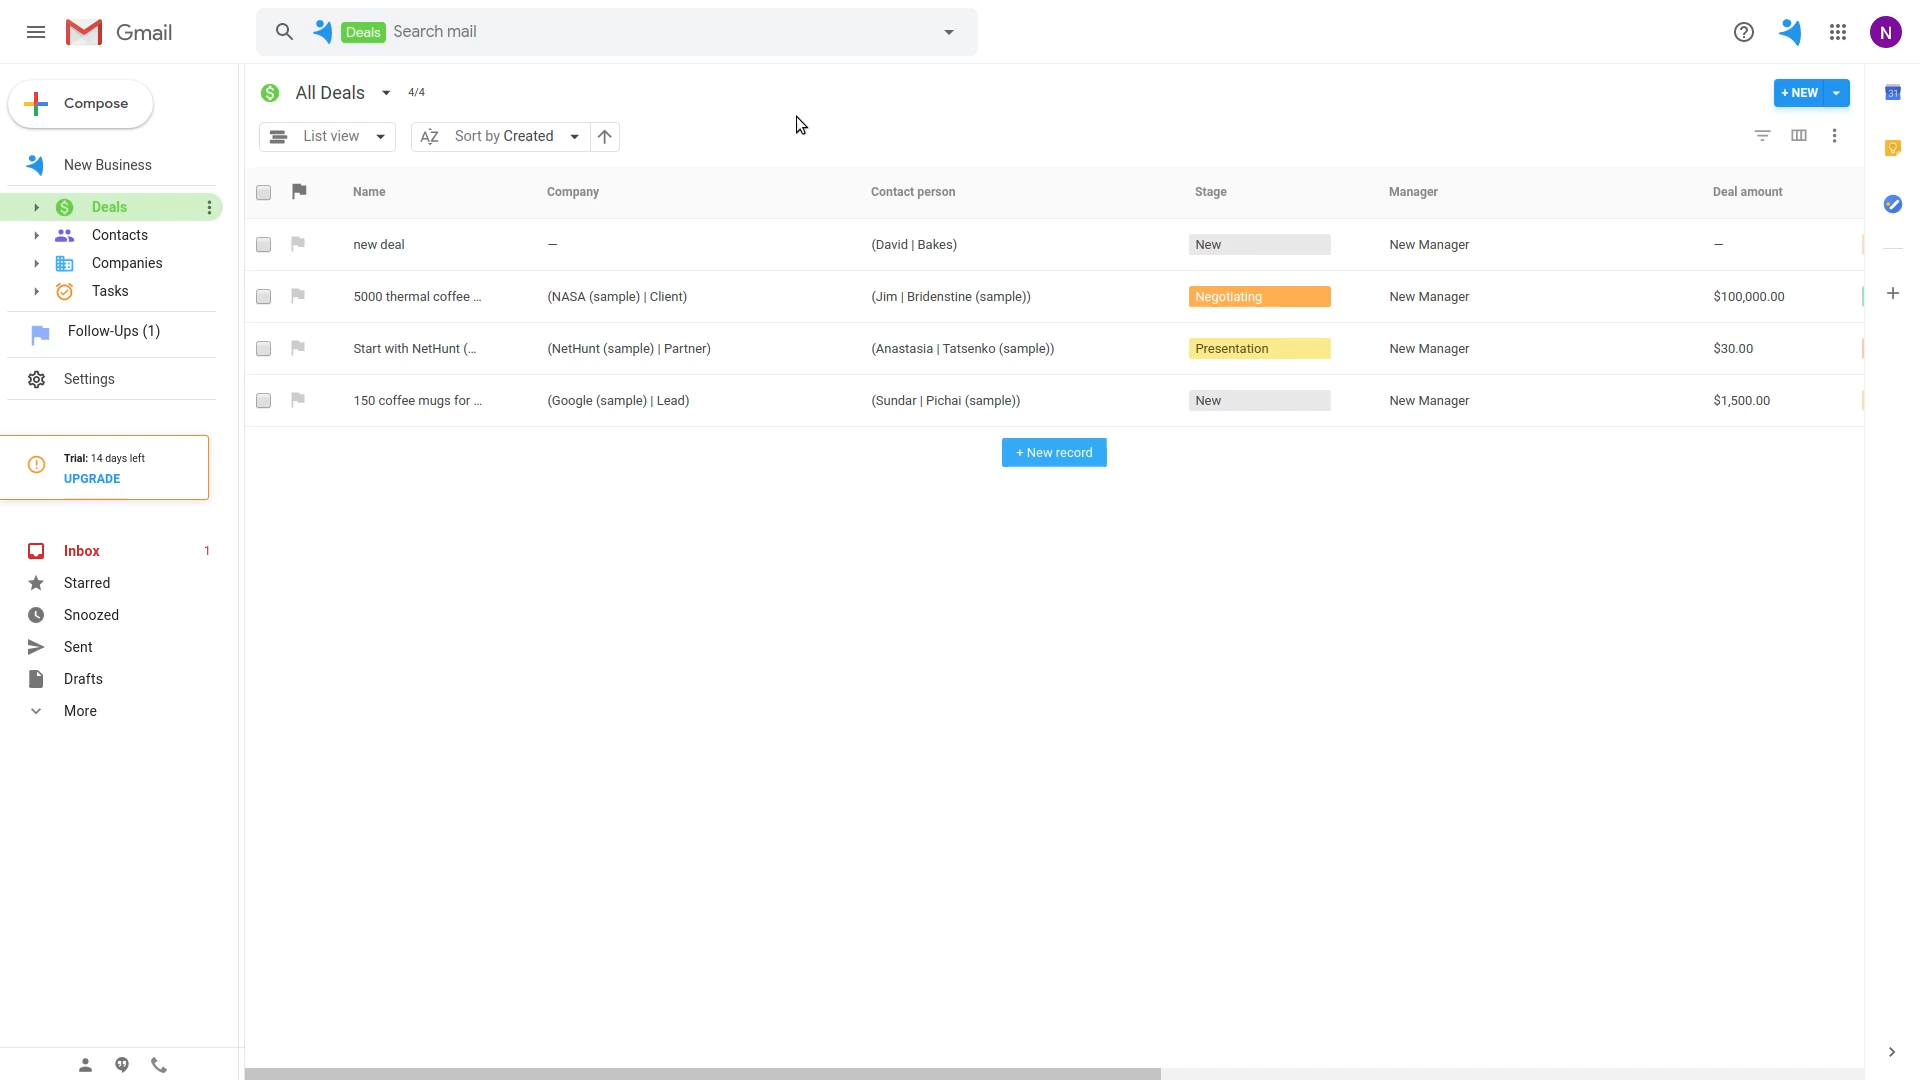 Gmail
Deals Search mail
N
Compose
New Business
Deals
Contacts
Companies
Tasks
Follow-Ups (1)
Settings
Trial: 14 days left
UPGRADE
Inbox 1
Starred
Snoozed
Sent
Drafts
More
All Deals 4/4
+ NEW
31
List view
AZ Sort by Created
Name Company Contact person Stage Manager Deal amount
new deal — (David | Bakes) New New Manager —
5000 thermal coffee ... (NASA (sample) | Client) (Jim | Bridenstine (sample)) Negotiating New Manager $100,000.00
Start with NetHunt (... (NetHunt (sample) | Partner) (Anastasia | Tatsenko (sample)) Presentation New Manager $30.00
150 coffee mugs for ... (Google (sample) | Lead) (Sundar | Pichai (sample)) New New Manager $1,500.00
+ New record